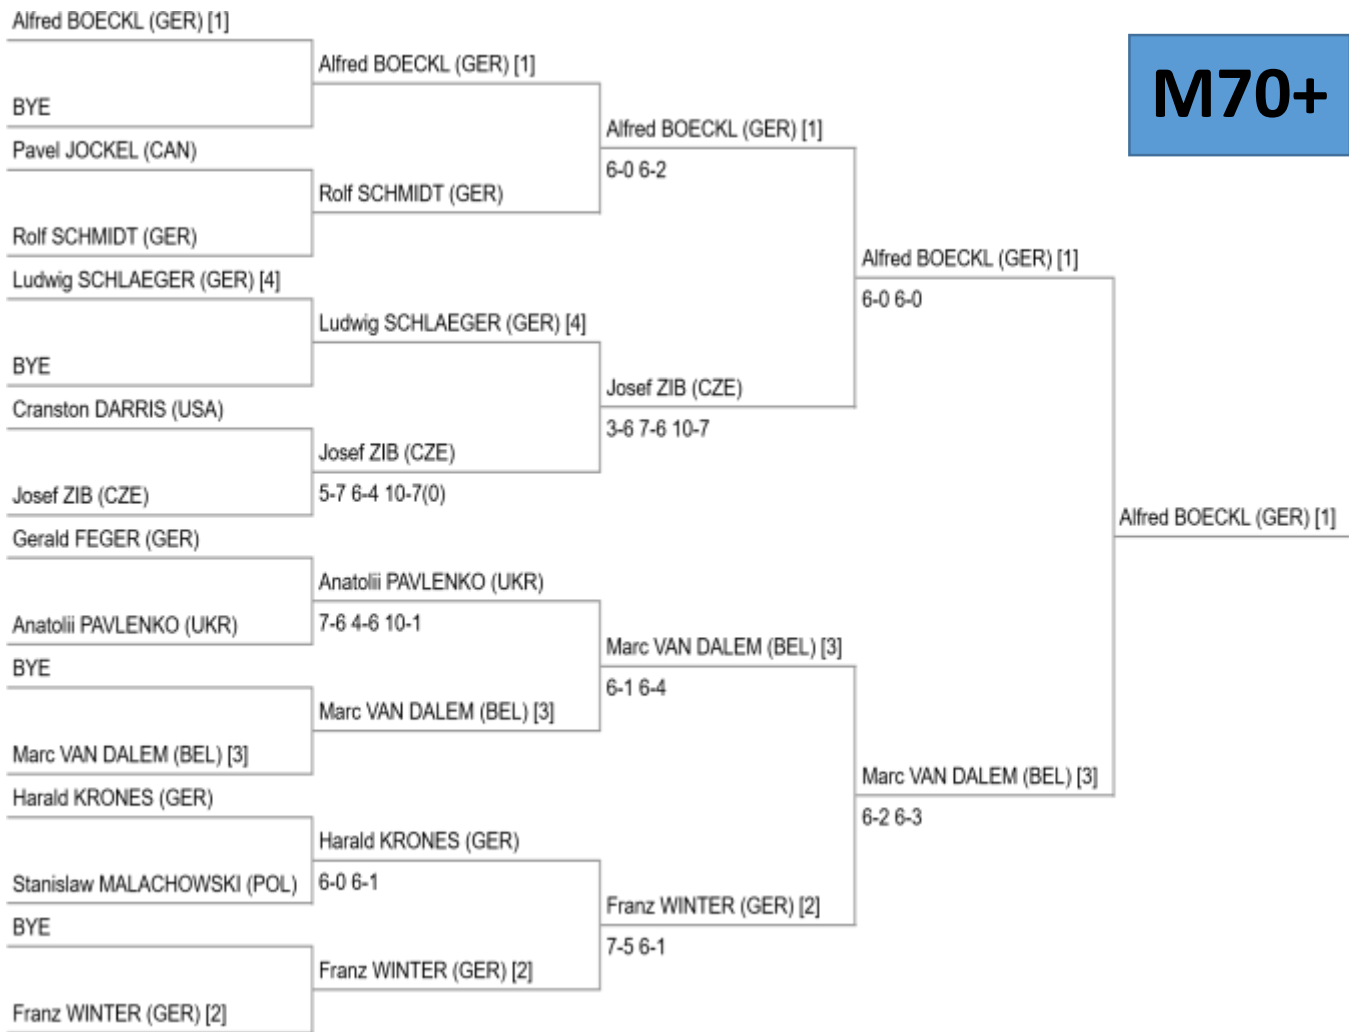 Alfred BOECKL (GER) [1]
BYE
Pavel JOCKEL (CAN)
Rolf SCHMIDT (GER)
Ludwig SCHLAEGER (GER) [4]
BYE
Cranston DARRIS (USA)
Josef ZIB (CZE)
Gerald FEGER (GER)
Anatolii PAVLENKO (UKR)
BYE
Marc VAN DALEM (BEL) [3]
Harald KRONES (GER)
Stanislaw MALACHOWSKI (POL)
BYE
Franz WINTER (GER) [2]
Alfred BOECKL (GER) [1]
Rolf SCHMIDT (GER)
Ludwig SCHLAEGER (GER) [4]
Josef ZIB (CZE)
5-7 6-4 10-7(0)
Anatolii PAVLENKO (UKR)
7-6 4-6 10-1
Marc VAN DALEM (BEL) [3]
Harald KRONES (GER)
6-0 6-1
Franz WINTER (GER) [2]
Alfred BOECKL (GER) [1]
6-0 6-2
Josef ZIB (CZE)
3-6 7-6 10-7
Marc VAN DALEM (BEL) [3]
6-1 6-4
Franz WINTER (GER) [2]
7-5 6-1
Alfred BOECKL (GER) [1]
6-0 6-0
Marc VAN DALEM (BEL) [3]
6-2 6-3
Alfred BOECKL (GER) [1]
M70+